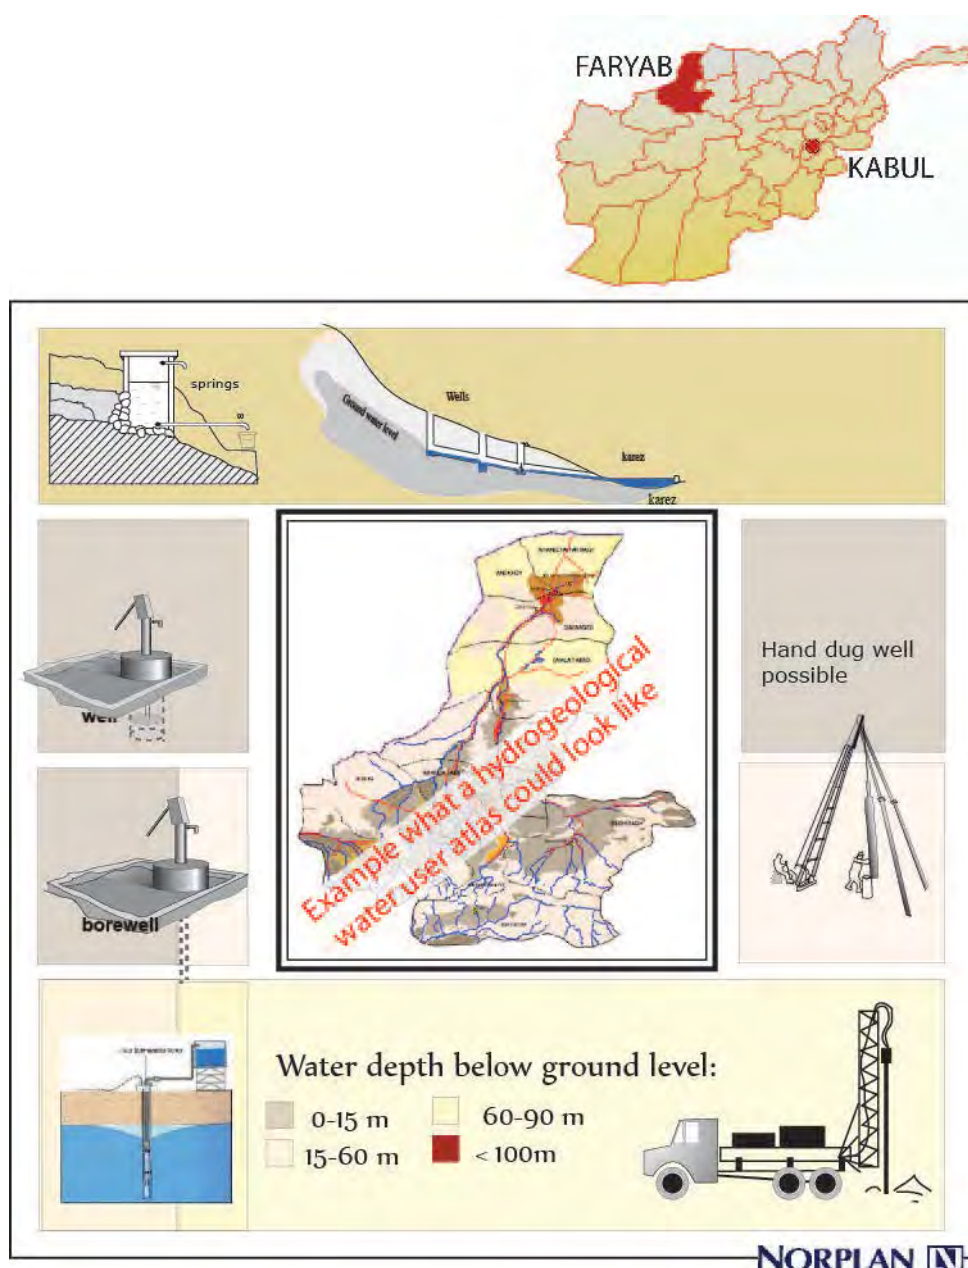 FARYAB
KABUL
springs
Wells
Ground water level
karez
karez
well
Hand dug well
possible
Example what a hydrogeological
water user atlas could look like
borewell
Water depth below ground level:
0-15 m
60-90 m
15-60 m
< 100m
NORPLAN